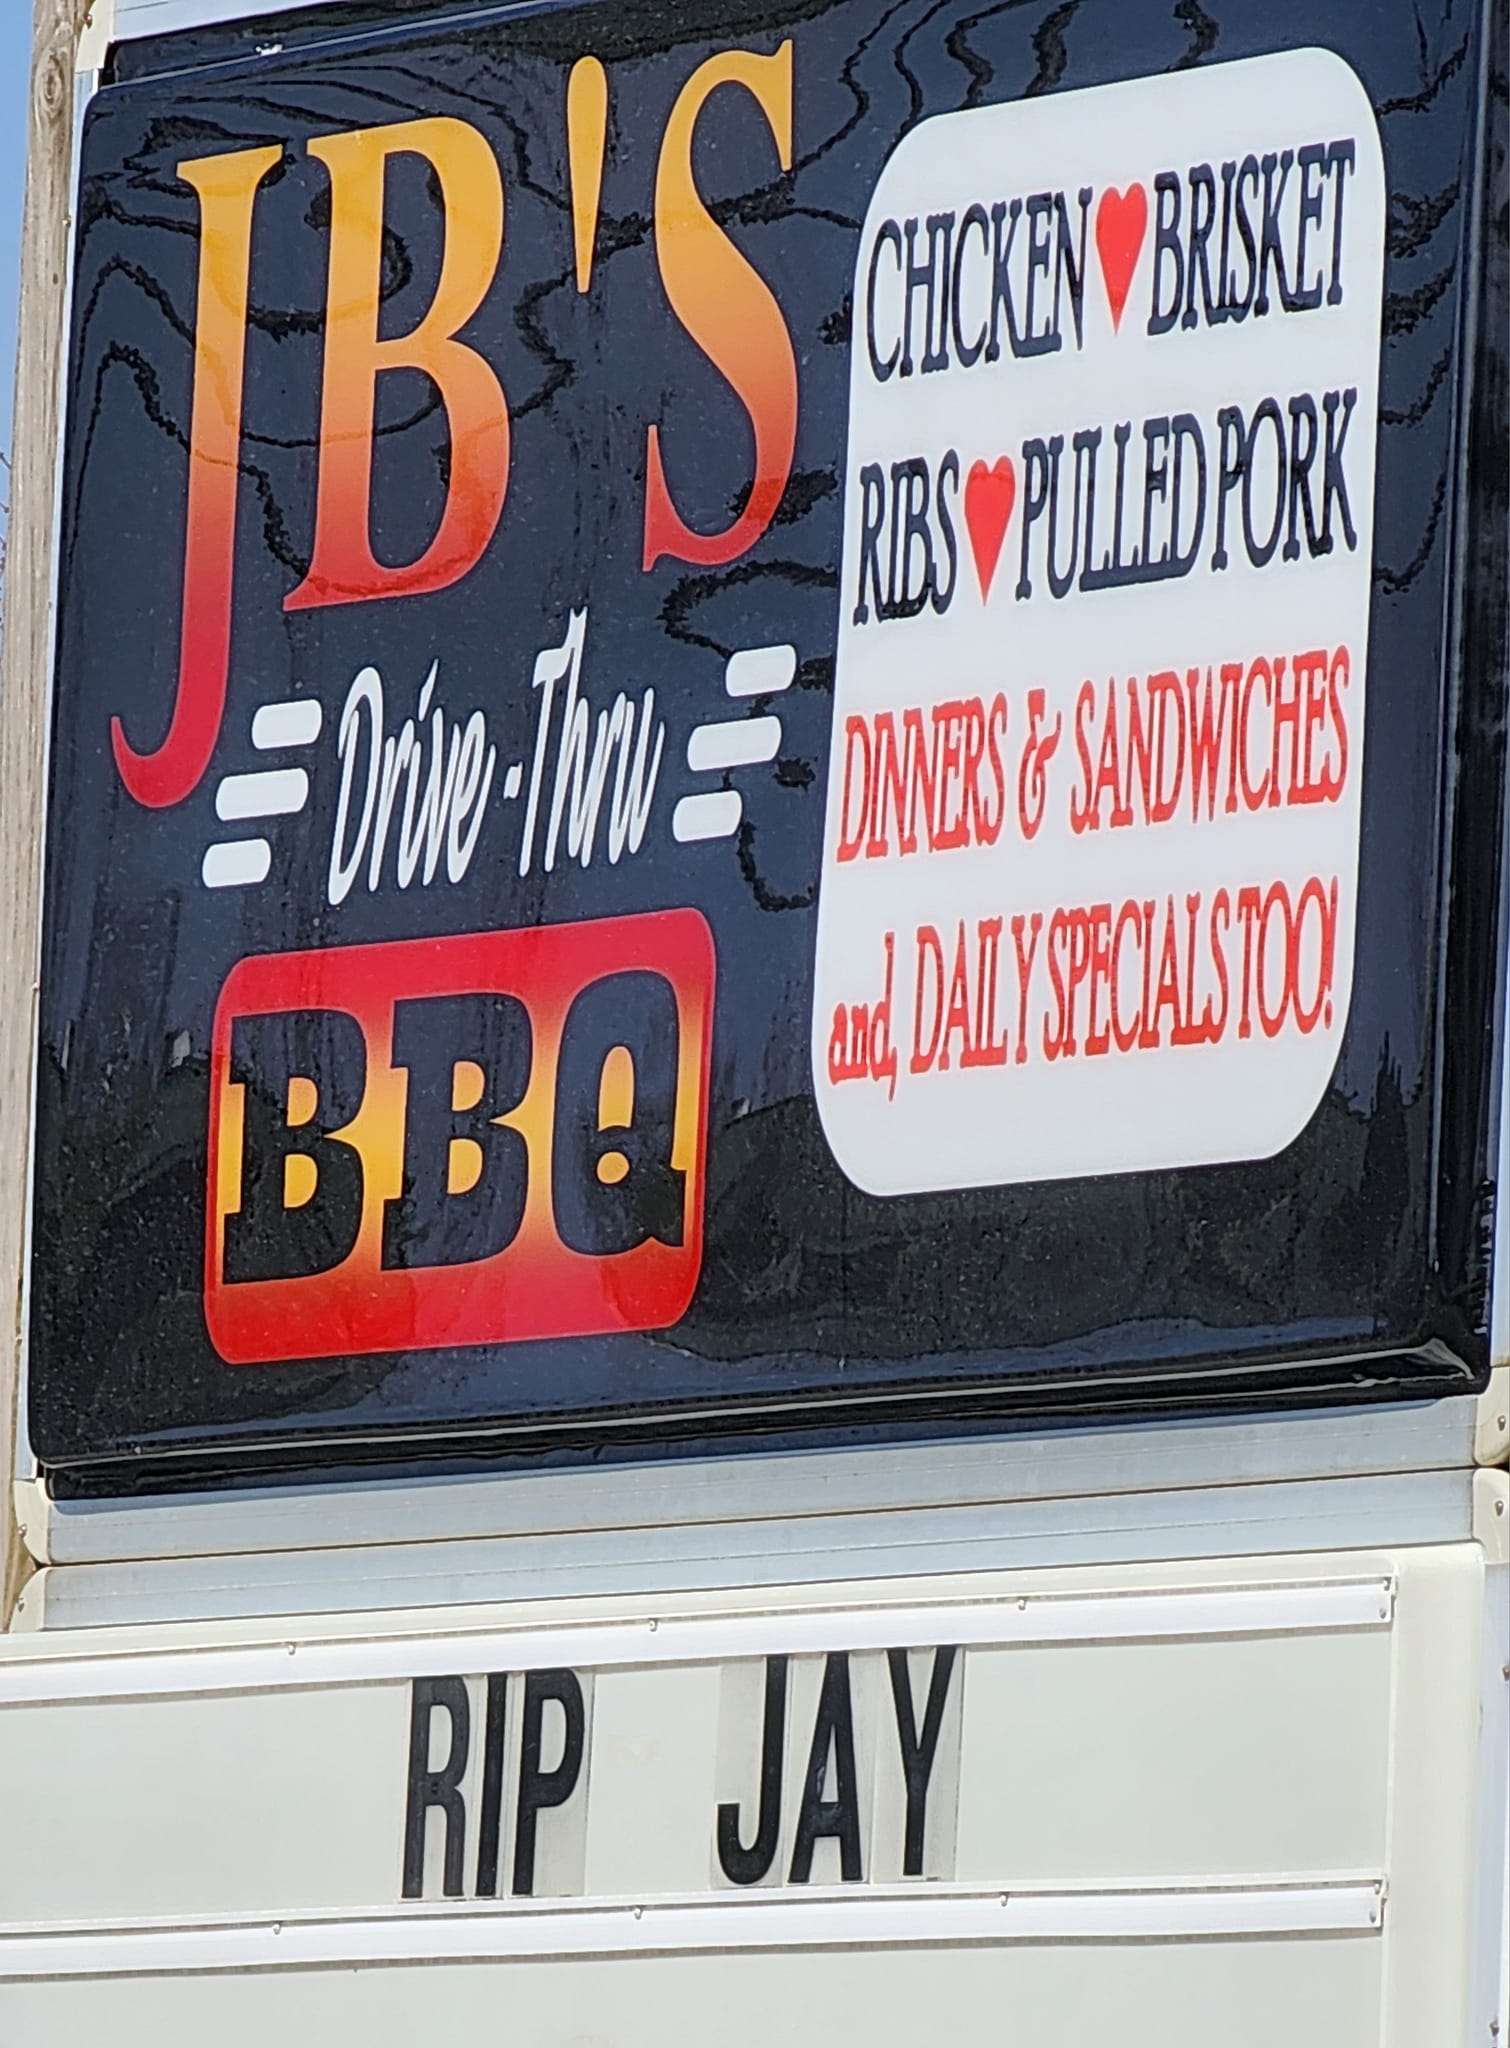 JB'S
Drive-Thru
BBQ
CHICKEN♥BRISKET
RIBS♥PULLED PORK
DINNERS & SANDWICHES
and, DAILY SPECIALS TOO!
RIP JAY